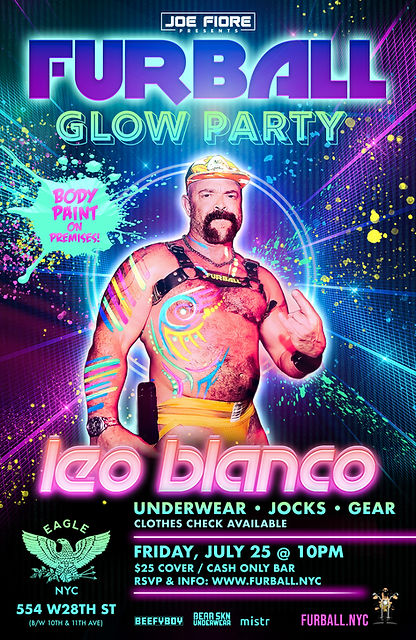 JOE FIORE
PRESENTS
FURBALL
GLOW PARTY
BODY
PAINT
ON
PREMISES!
FURBALL
leo blanco
UNDERWEAR • JOCKS • GEAR
CLOTHES CHECK AVAILABLE
EAGLE
NYC
554 W28TH ST
(B/W 10TH & 11TH AVE)
FRIDAY, JULY 25 @ 10PM
$25 COVER / CASH ONLY BAR
RSVP & INFO: WWW.FURBALL.NYC
BEEFYBOY
BEAR SKN
UNDERWEAR
mistr
FURBALL.NYC